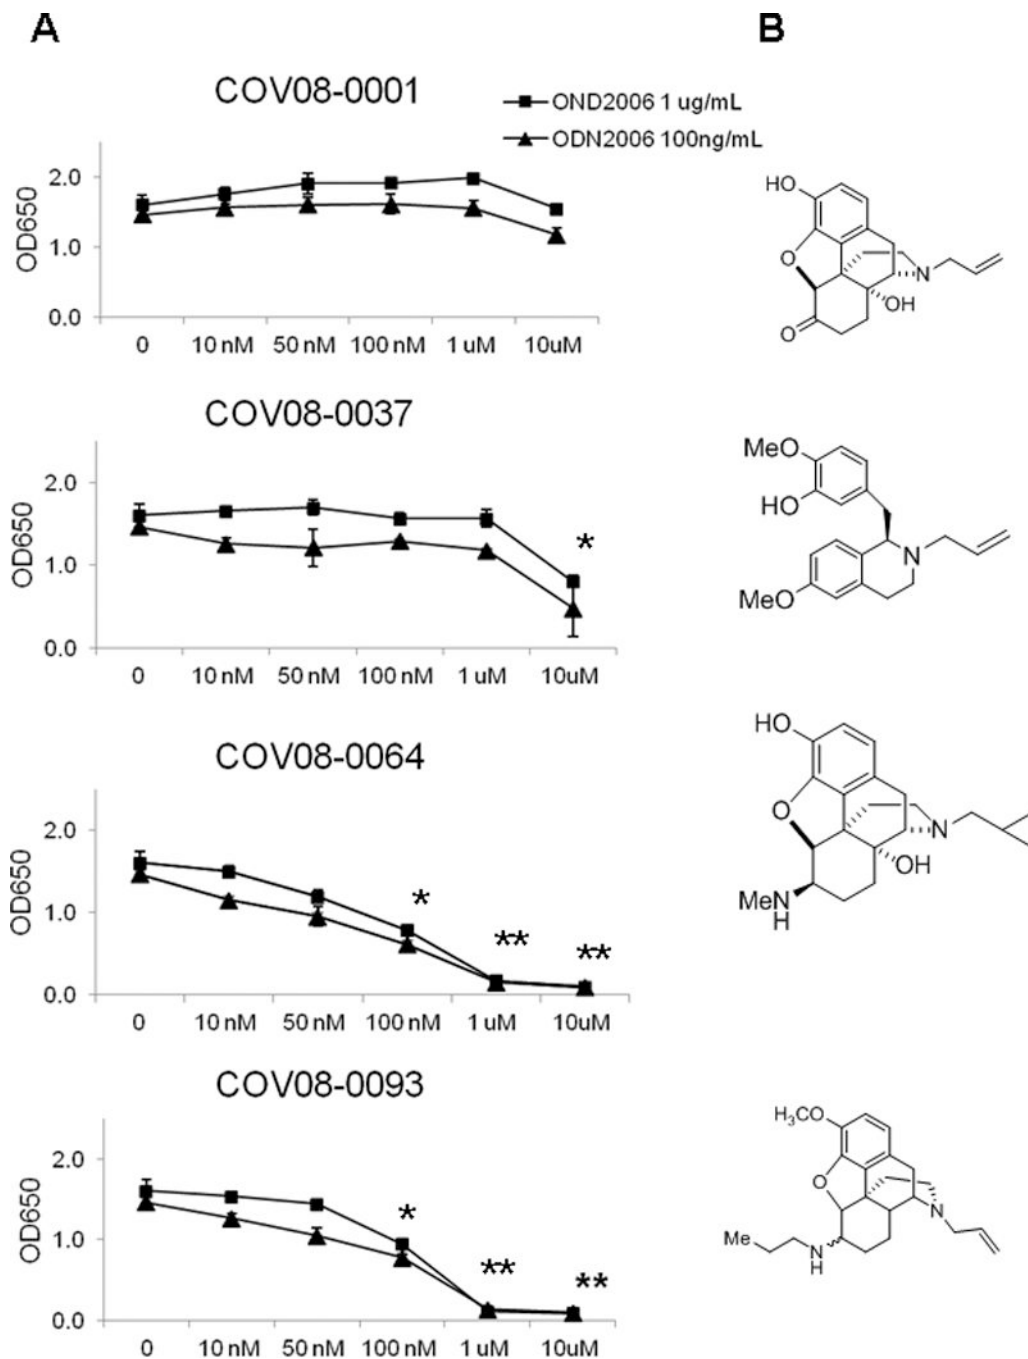 A
B
COV08-0001
OND2006 1 ug/mL
ODN2006 100ng/mL
OD650
2.0
1.0
0.0
0 10 nM 50 nM 100 nM 1 uM 10uM
HO
O
N
OH
O
COV08-0037
OD650
2.0
1.0
0.0
*
0 10 nM 50 nM 100 nM 1 uM 10uM
MeO
HO
N
MeO
COV08-0064
OD650
2.0
1.0
0.0
*
**
**
0 10 nM 50 nM 100 nM 1 uM 10uM
HO
O
N
OH
MeN
H
COV08-0093
OD650
2.0
1.0
0.0
*
**
**
0 10 nM 50 nM 100 nM 1 uM 10uM
H3CO
O
N
Me
N
H